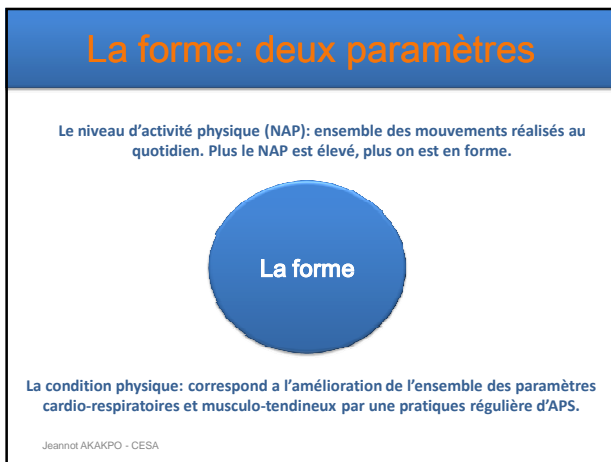 La forme: deux paramètres
Le niveau d’activité physique (NAP): ensemble des mouvements réalisés au
quotidien. Plus le NAP est élevé, plus on est en forme.
La forme
La condition physique: correspond a l’amélioration de l’ensemble des paramètres
cardio-respiratoires et musculo-tendineux par une pratiques régulière d’APS.
Jeannot AKAKPO - CESA